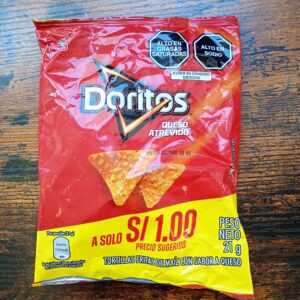 ALTO EN
GRASAS
SATURADAS
ALTO EN
SODIO
EVITAR SU CONSUMO
EXCESIVO
Doritos
QUESO
ATREVIDO
A SOLO S/ 1.00
PRECIO SUGERIDO
PESO
NETO
21 g
TORTILLAS FRITAS DE MAÍZ CON SABOR A QUESO